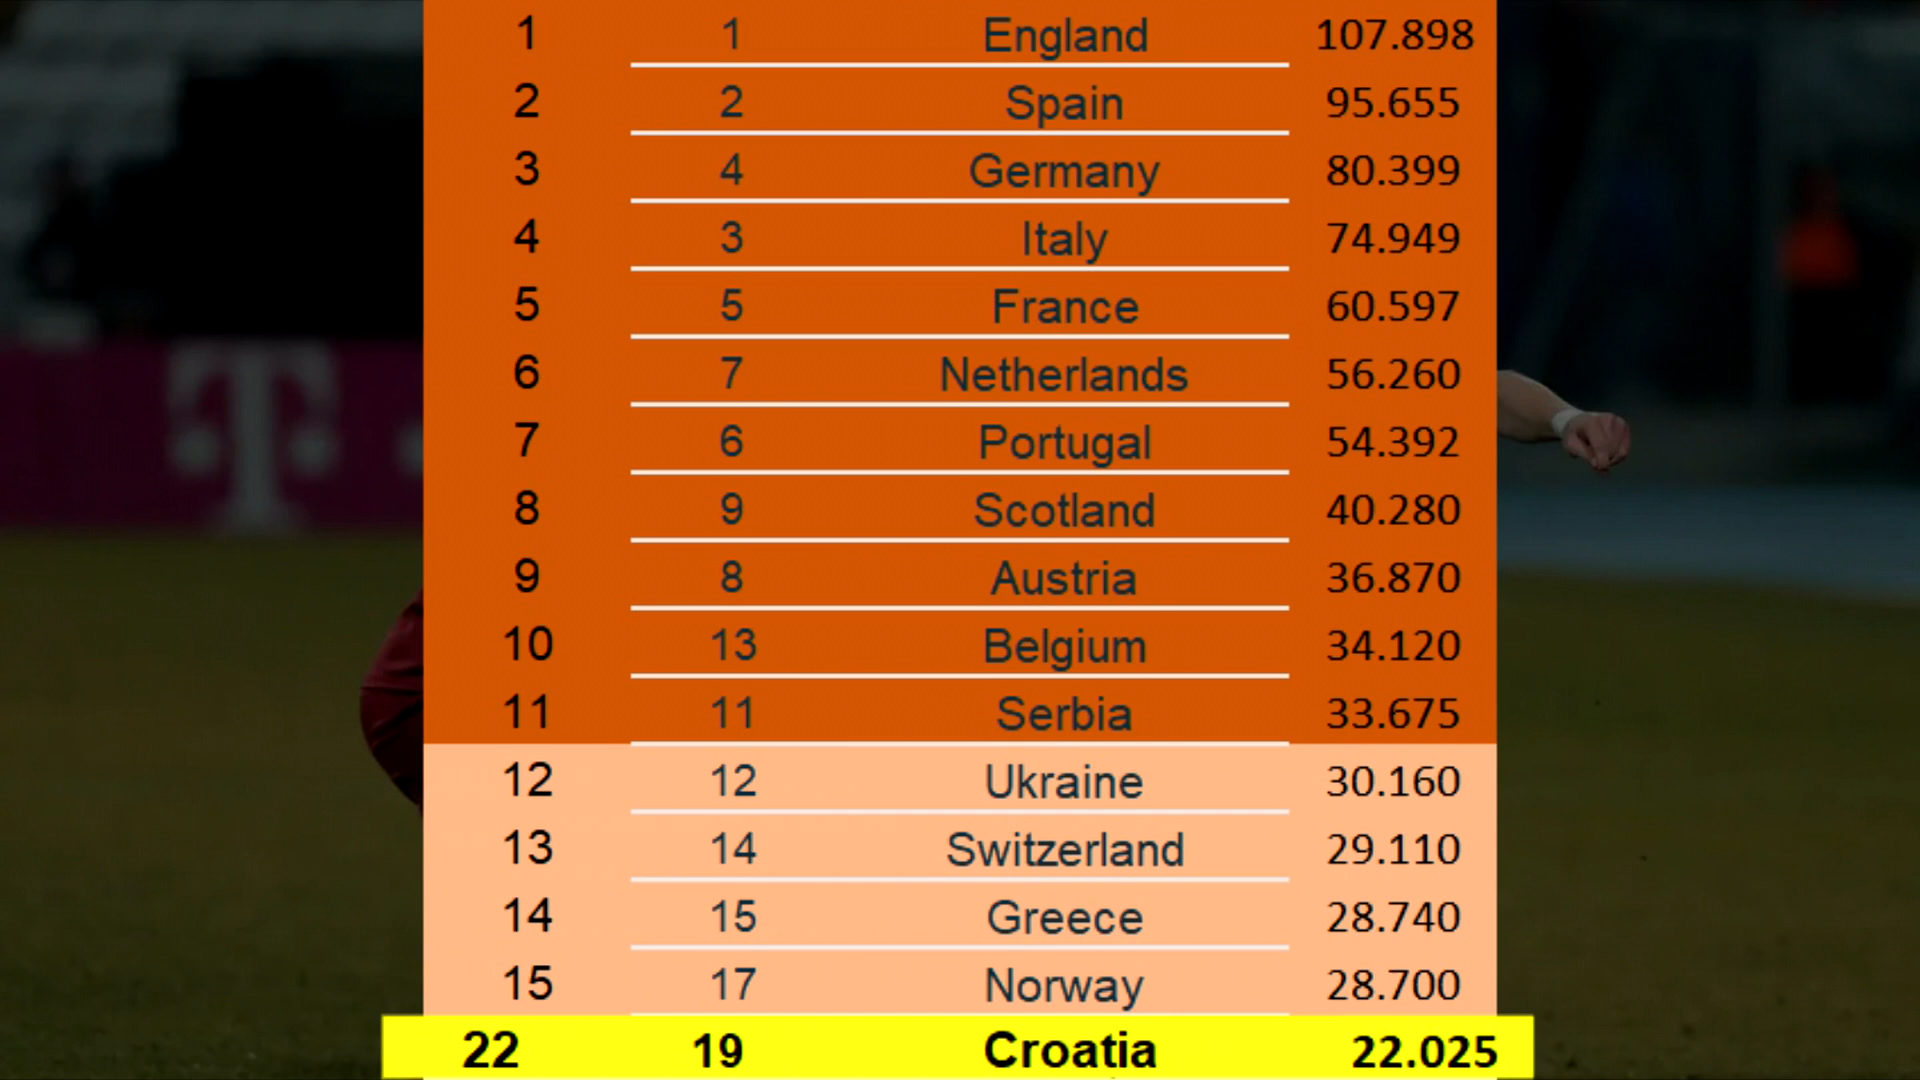 1 1 England 107.898
2 2 Spain 95.655
3 4 Germany 80.399
4 3 Italy 74.949
5 5 France 60.597
6 7 Netherlands 56.260
7 6 Portugal 54.392
8 9 Scotland 40.280
9 8 Austria 36.870
10 13 Belgium 34.120
11 11 Serbia 33.675
12 12 Ukraine 30.160
13 14 Switzerland 29.110
14 15 Greece 28.740
15 17 Norway 28.700
22 19 Croatia 22.025
T